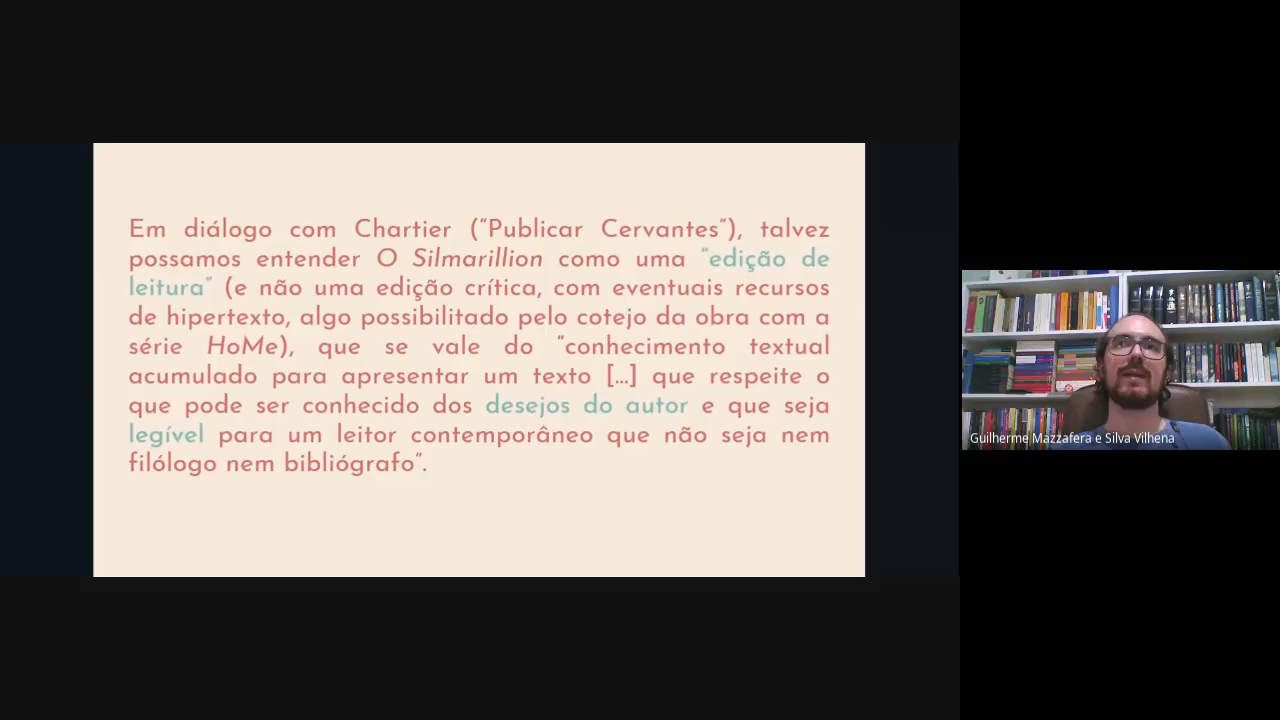 Em diálogo com Chartier (“Publicar Cervantes”), talvez
possamos entender O Silmarillion como uma “edição de
leitura” (e não uma edição crítica, com eventuais recursos
de hipertexto, algo possibilitado pelo cotejo da obra com a
série HoMe), que se vale do “conhecimento textual
acumulado para apresentar um texto [...] que respeite o
que pode ser conhecido dos desejos do autor e que seja
legível para um leitor contemporâneo que não seja nem
filólogo nem bibliógrafo”.
Guilherme Mazzafera e Silva Vilhena